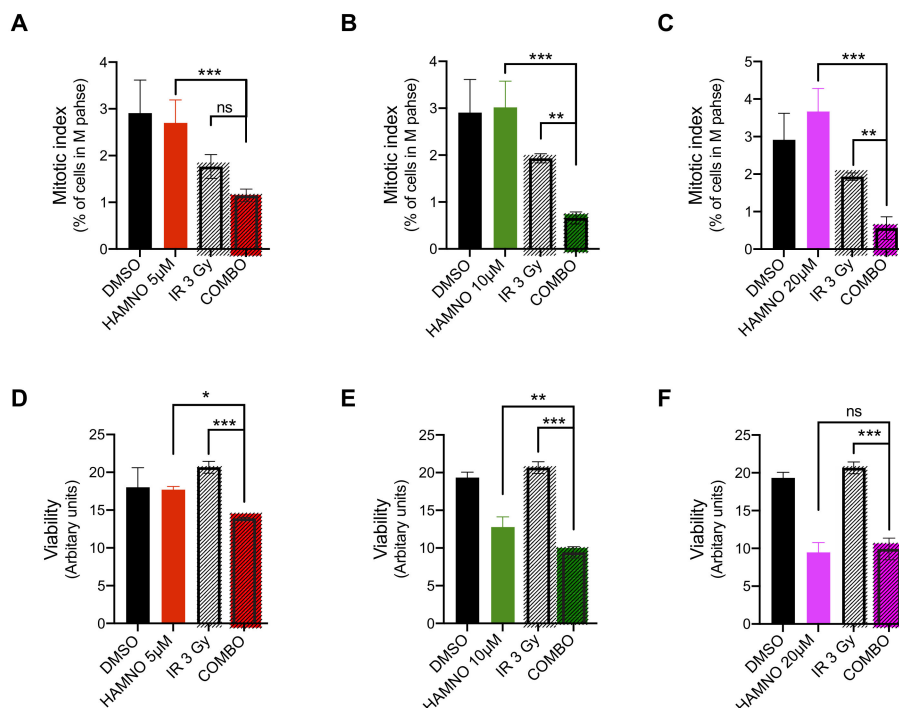 A
Mitotic index
(% of cells in M pahse)
4
3
2
1
0
***
ns
DMSO
HAMNO 5μM
IR 3 Gy
COMBO
B
Mitotic index
(% of cells in M pahse)
4
3
2
1
0
***
**
DMSO
HAMNO 10μM
IR 3 Gy
COMBO
C
Mitotic index
(% of cells in M pahse)
5
4
3
2
1
0
***
**
DMSO
HAMNO 20μM
IR 3 Gy
COMBO
D
Viability
(Arbitary units)
25
20
15
10
5
0
*
***
DMSO
HAMNO 5μM
IR 3 Gy
COMBO
E
Viability
(Arbitary units)
25
20
15
10
5
0
**
***
DMSO
HAMNO 10μM
IR 3 Gy
COMBO
F
Viability
(Arbitary units)
25
20
15
10
5
0
ns
***
DMSO
HAMNO 20μM
IR 3 Gy
COMBO